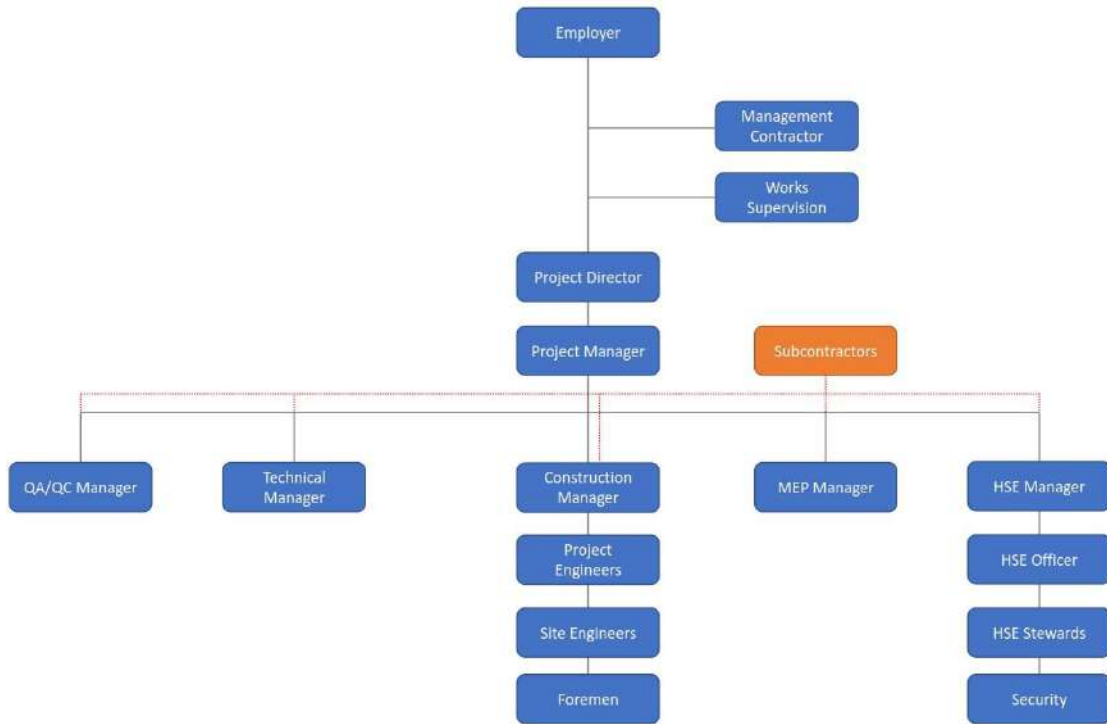 Employer
Management
Contractor
Works
Supervision
Project Director
Project Manager
Subcontractors
QA/QC Manager
Technical
Manager
Construction
Manager
MEP Manager
HSE Manager
Project
Engineers
HSE Officer
Site Engineers
HSE Stewards
Foremen
Security